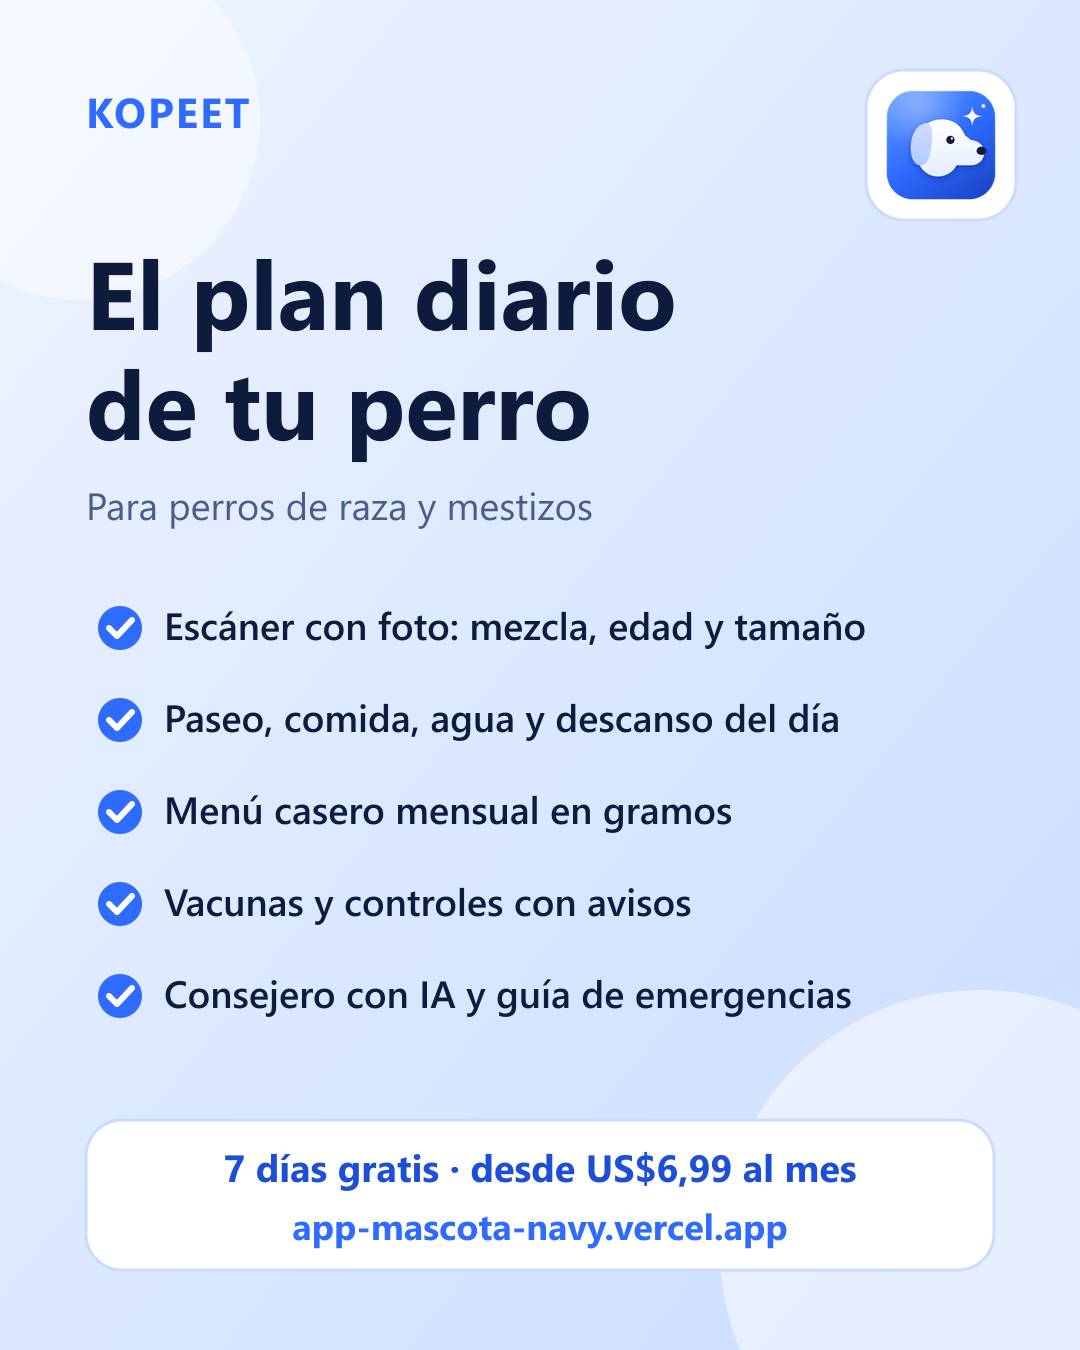 KOPEET
El plan diario
de tu perro
Para perros de raza y mestizos
Escáner con foto: mezcla, edad y tamaño
Paseo, comida, agua y descanso del día
Menú casero mensual en gramos
Vacunas y controles con avisos
Consejero con IA y guía de emergencias
7 días gratis · desde US$6,99 al mes
app-mascota-navy.vercel.app